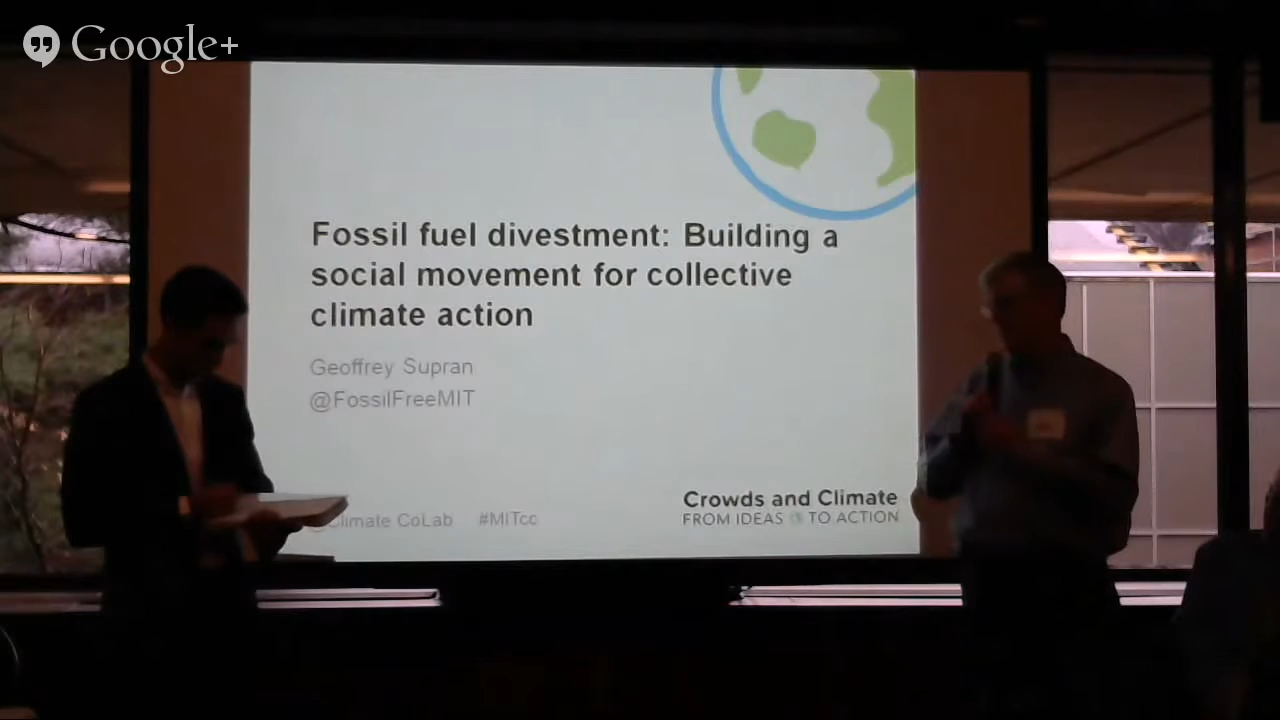 Google+
Fossil fuel divestment: Building a
social movement for collective
climate action
Geoffrey Supran
@FossilFreeMIT
Climate CoLab #MITcc
Crowds and Climate
FROM IDEAS TO ACTION